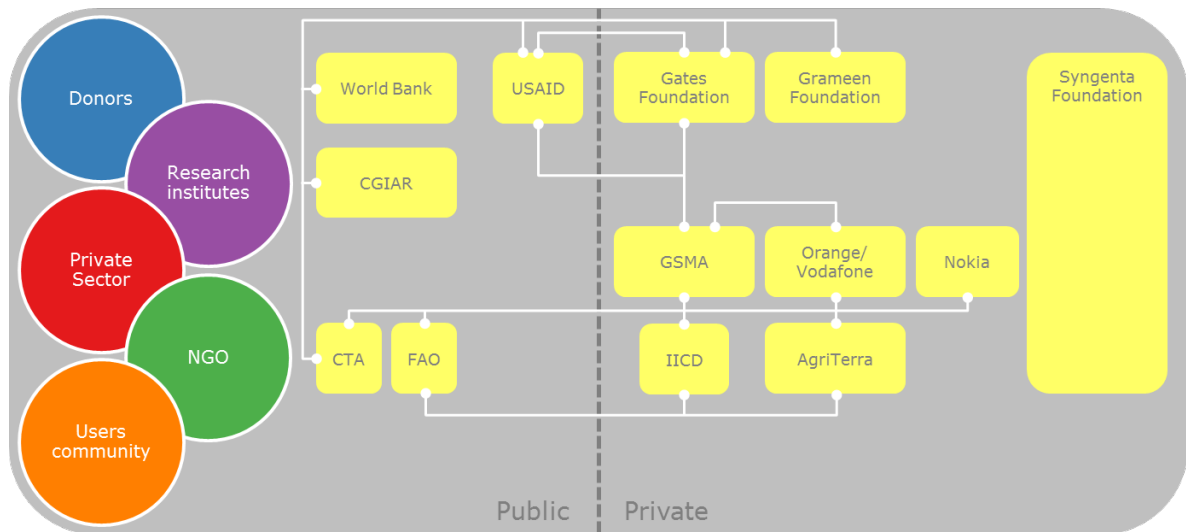 Donors
Research
institutes
Private
Sector
NGO
Users
community
World Bank
USAID
Gates
Foundation
Grameen
Foundation
Syngenta
Foundation
CGIAR
GSMA
Orange/
Vodafone
Nokia
CTA
FAO
IICD
AgriTerra
Public
Private